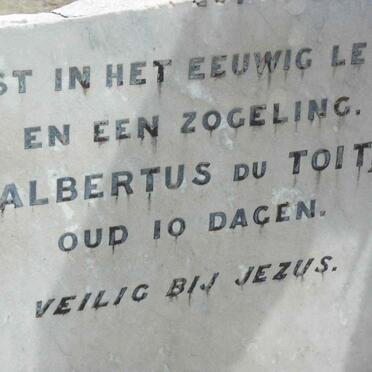 ST IN HET EEUWIG LE
EN EEN ZOGELING.
ALBERTUS DU TOIT,
OUD 10 DAGEN.
VEILIG BIJ JEZUS.